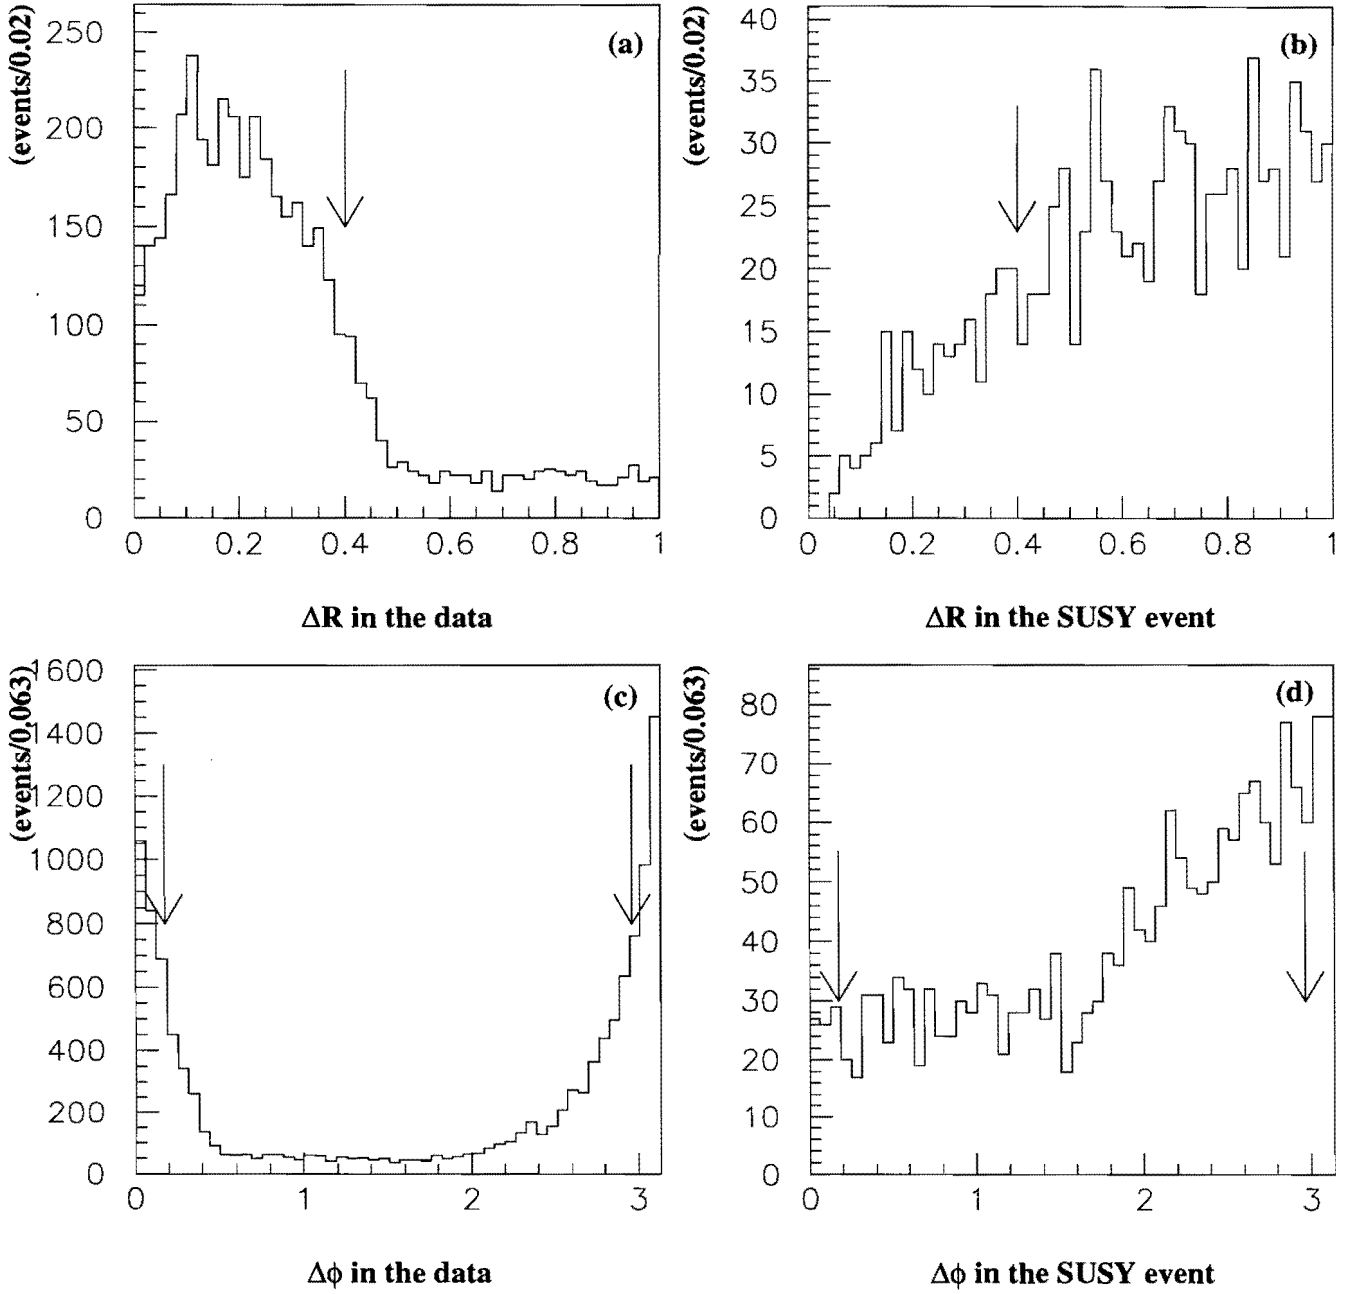 (events/0.02)
250
200
150
100
50
0
(a)
0 0.2 0.4 0.6 0.8 1
ΔR in the data
(events/0.02)
40
35
30
25
20
15
10
5
0
(b)
0 0.2 0.4 0.6 0.8 1
ΔR in the SUSY event
(events/0.063)
1600
1400
1200
1000
800
600
400
200
0
(c)
0 1 2 3
Δϕ in the data
(events/0.063)
80
70
60
50
40
30
20
10
0
(d)
0 1 2 3
Δϕ in the SUSY event